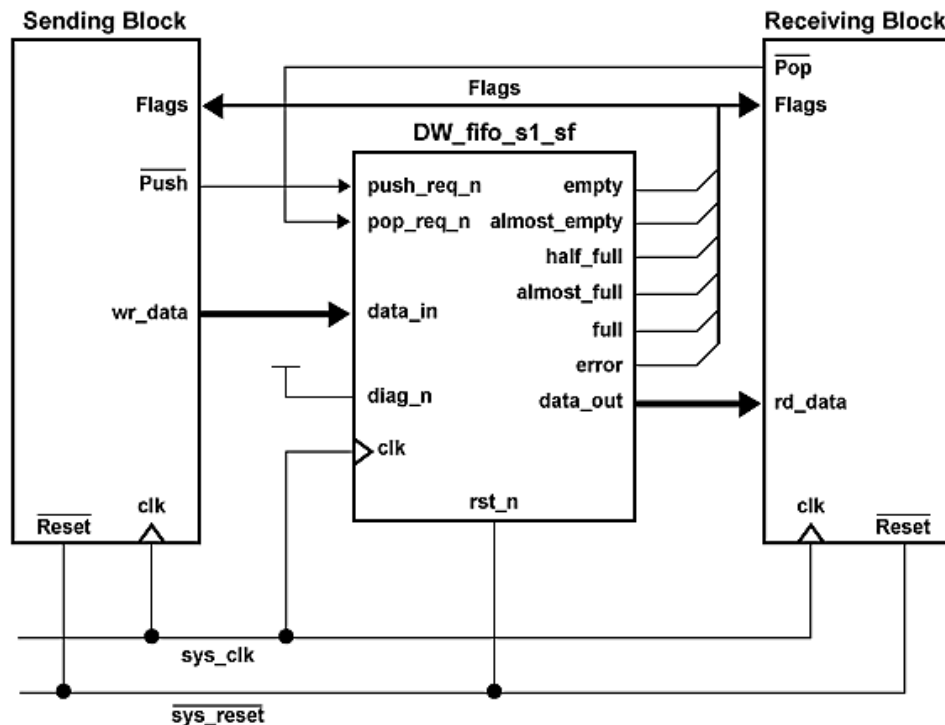 Sending Block
Receiving Block
Pop
Flags
Flags
Flags
DW_fifo_s1_sf
Push
push_req_n
empty
pop_req_n
almost_empty
half_full
almost_full
wr_data
data_in
full
error
diag_n
data_out
rd_data
clk
rst_n
clk
clk
Reset
Reset
sys_clk
sys_reset